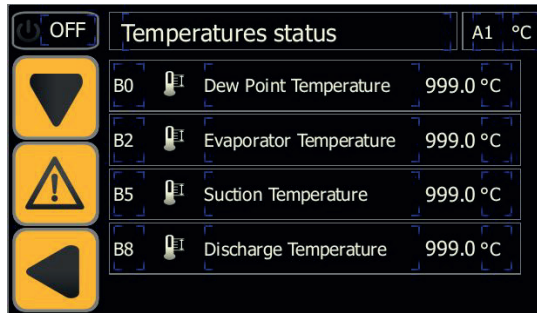 OFF Temperatures status A1 °C
B0 Dew Point Temperature 999.0 °C
B2 Evaporator Temperature 999.0 °C
B5 Suction Temperature 999.0 °C
B8 Discharge Temperature 999.0 °C